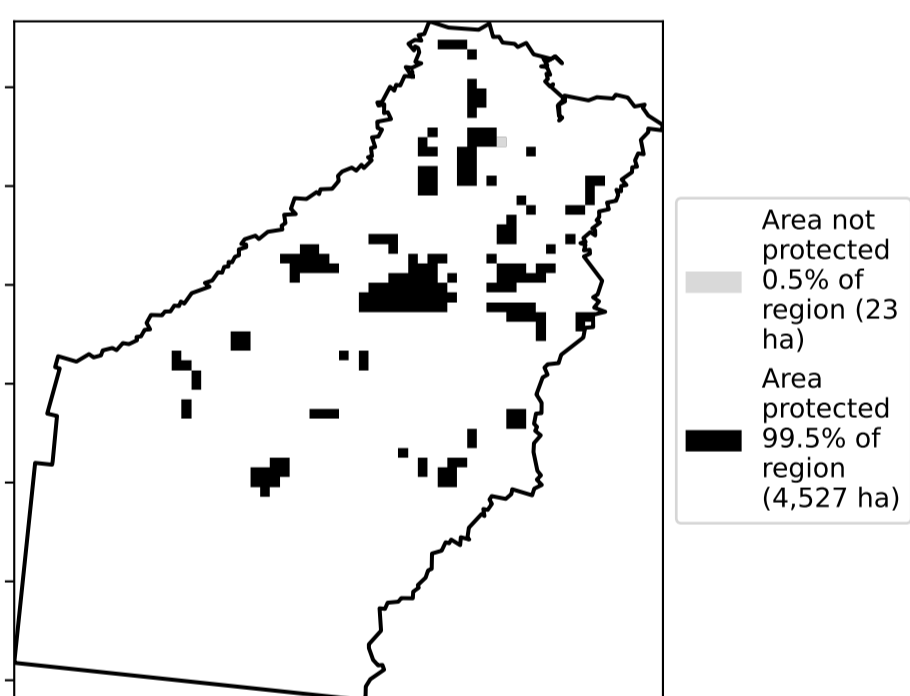 Area not
protected
0.5% of
region (23
ha)
Area
protected
99.5% of
region
(4,527 ha)